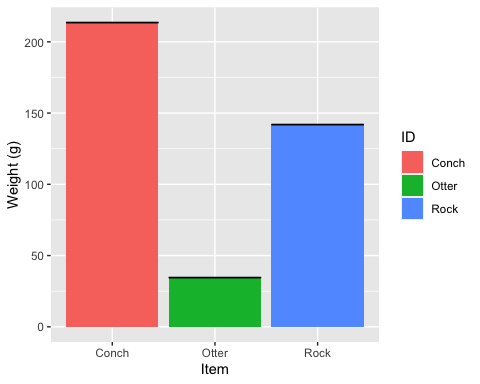 Weight (g)
200
150
100
50
0
Conch
Otter
Rock
Item
ID
Conch
Otter
Rock